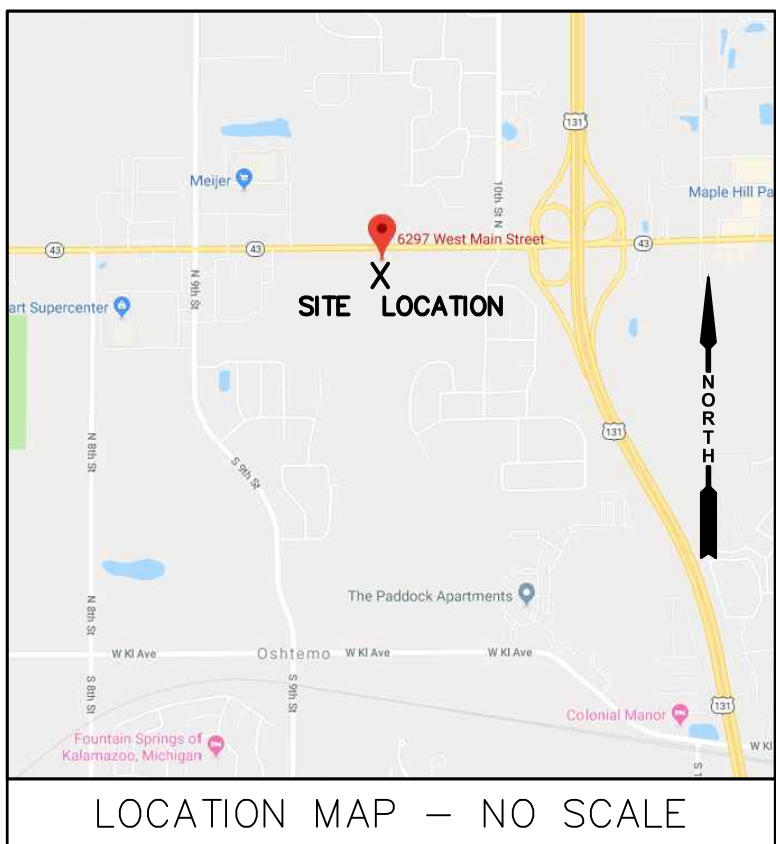 131
Meijer
10th St N
Maple Hill Pa
6297 West Main Street
43
43
43
X
SITE LOCATION
N 9th St
art Supercenter
NORTH
131
N 8th St
S 9th St
The Paddock Apartments
N 8th St
W Kl Ave
Oshtemo
W Kl Ave
W Kl Ave
S 8th St
S 9th St
131
Colonial Manor
Fountain Springs of
Kalamazoo, Michigan
W Kl
S 1
LOCATION MAP – NO SCALE